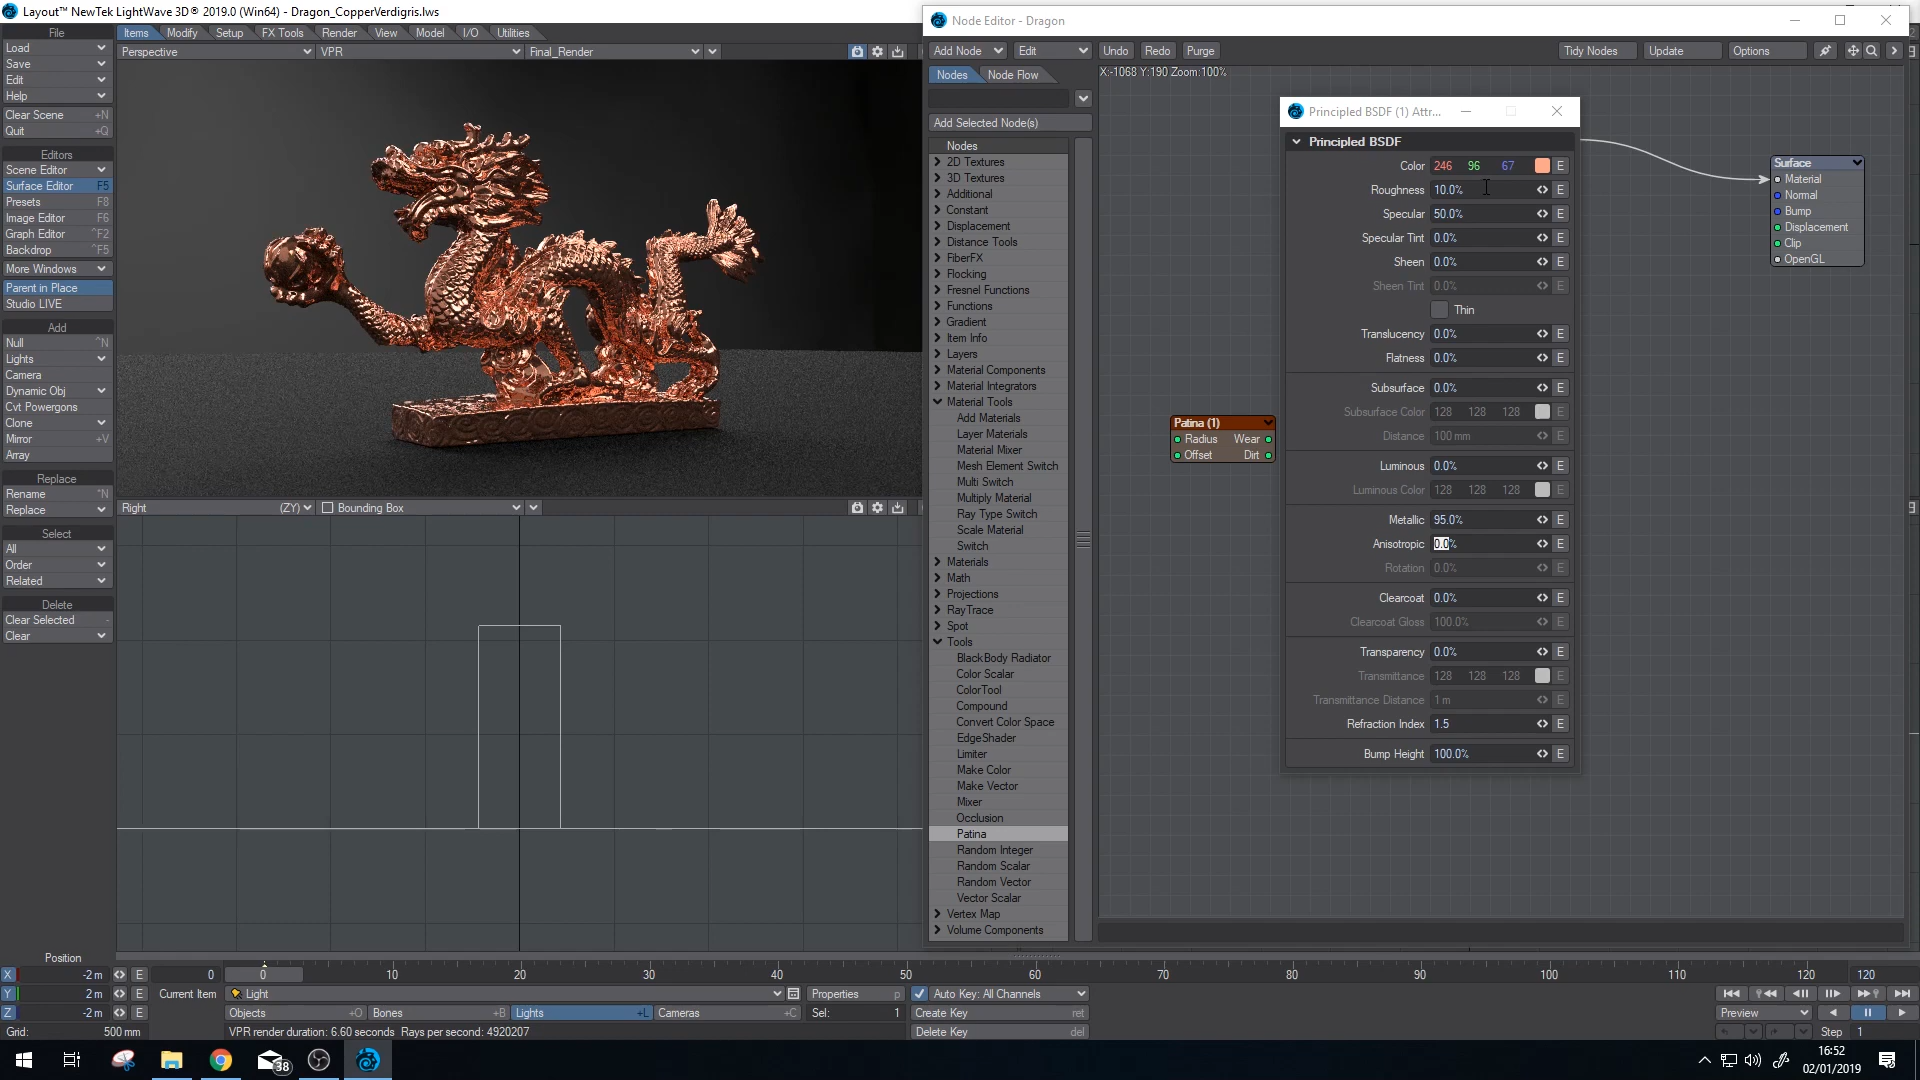 Layout™ NewTek LightWave 3D® 2019.0 (Win64) - Dragon_CopperVerdigris.lws
File
Load
Save
Edit
Help
Clear Scene +N
Quit +Q
Editors
Scene Editor
Surface Editor F5
Presets F8
Image Editor F6
Graph Editor ^F2
Backdrop ^F5
More Windows
Parent in Place
Studio LIVE
Add
Null ^N
Lights
Camera
Dynamic Obj
Cvt Powergons
Clone
Mirror +V
Array
Replace
Rename ^N
Replace
Select
All
Order
Related
Delete
Clear Selected -
Clear
Items Modify Setup FX Tools Render View Model I/O Utilities
Perspective VPR Final_Render
Right (ZY) Bounding Box
Node Editor - Dragon
Add Node Edit Undo Redo Purge Tidy Nodes Update Options
Nodes Node Flow
X:-1068 Y:190 Zoom:100%
Add Selected Node(s)
Nodes
2D Textures
3D Textures
Additional
Constant
Displacement
Distance Tools
FiberFX
Flocking
Fresnel Functions
Functions
Gradient
Item Info
Layers
Material Components
Material Integrators
Material Tools
Add Materials
Layer Materials
Material Mixer
Mesh Element Switch
Multi Switch
Multiply Material
Ray Type Switch
Scale Material
Switch
Materials
Math
Projections
RayTrace
Spot
Tools
BlackBody Radiator
Color Scalar
ColorTool
Compound
Convert Color Space
EdgeShader
Limiter
Make Color
Make Vector
Mixer
Occlusion
Patina
Random Integer
Random Scalar
Random Vector
Vector Scalar
Vertex Map
Volume Components
Patina (1)
Radius Wear
Offset Dirt
Principled BSDF (1) Attr...
Principled BSDF
Color 246 96 67 E
Roughness 10.0% E
Specular 50.0% E
Specular Tint 0.0% E
Sheen 0.0% E
Sheen Tint 0.0% E
Thin
Translucency 0.0% E
Flatness 0.0% E
Subsurface 0.0% E
Subsurface Color 128 128 128 E
Distance 100 mm E
Luminous 0.0% E
Luminous Color 128 128 128 E
Metallic 95.0% E
Anisotropic 0.0% E
Rotation 0.0% E
Clearcoat 0.0% E
Clearcoat Gloss 100.0% E
Transparency 0.0% E
Transmittance 128 128 128 E
Transmittance Distance 1 m E
Refraction Index 1.5 E
Bump Height 100.0% E
Surface
Material
Normal
Bump
Displacement
Clip
OpenGL
Position
X -2 m E 0 0 10 20 30 40 50 60 70 80 90 100 110 120 120
Y 2 m E Current Item Light Properties p Auto Key: All Channels
Z -2 m E Objects +O Bones +B Lights +L Cameras +C Sel: 1 Create Key ret Preview
Grid: 500 mm VPR render duration: 6.60 seconds Rays per second: 4920207 Delete Key del Step 1
38
16:52
02/01/2019